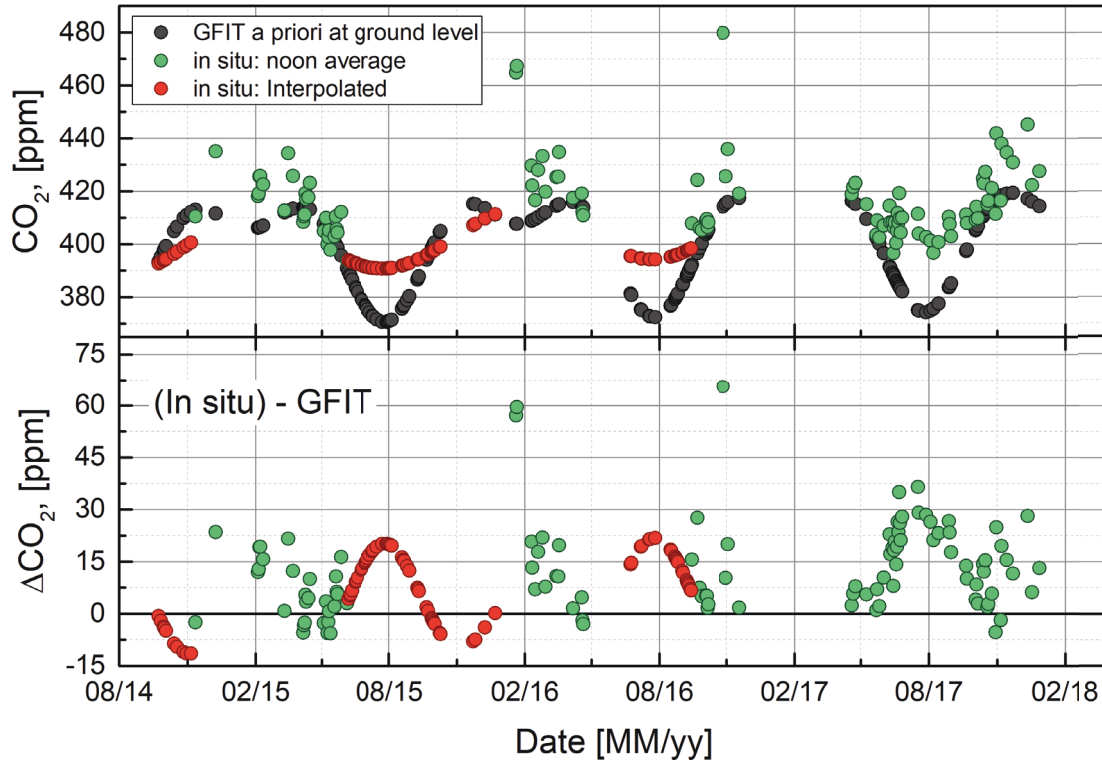 GFIT a priori at ground level
in situ: noon average
in situ: Interpolated
CO₂, [ppm]
480
460
440
420
400
380
(In situ) - GFIT
ΔCO₂, [ppm]
75
60
45
30
15
0
-15
08/14 02/15 08/15 02/16 08/16 02/17 08/17 02/18
Date [MM/yy]